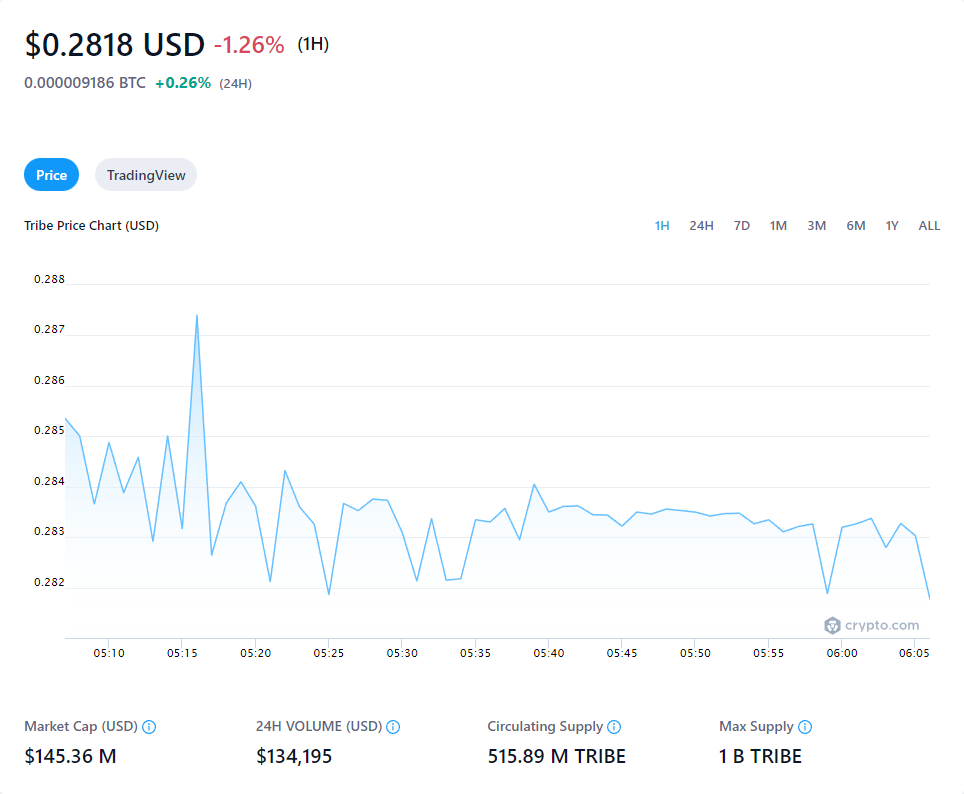 $0.2818 USD -1.26% (1H)
0.000009186 BTC +0.26% (24H)
Price TradingView
Tribe Price Chart (USD) 1H 24H 7D 1M 3M 6M 1Y ALL
0.288
0.287
0.286
0.285
0.284
0.283
0.282
crypto.com
05:10 05:15 05:20 05:25 05:30 05:35 05:40 05:45 05:50 05:55 06:00 06:05
Market Cap (USD) 24H VOLUME (USD) Circulating Supply Max Supply
$145.36 M $134,195 515.89 M TRIBE 1 B TRIBE